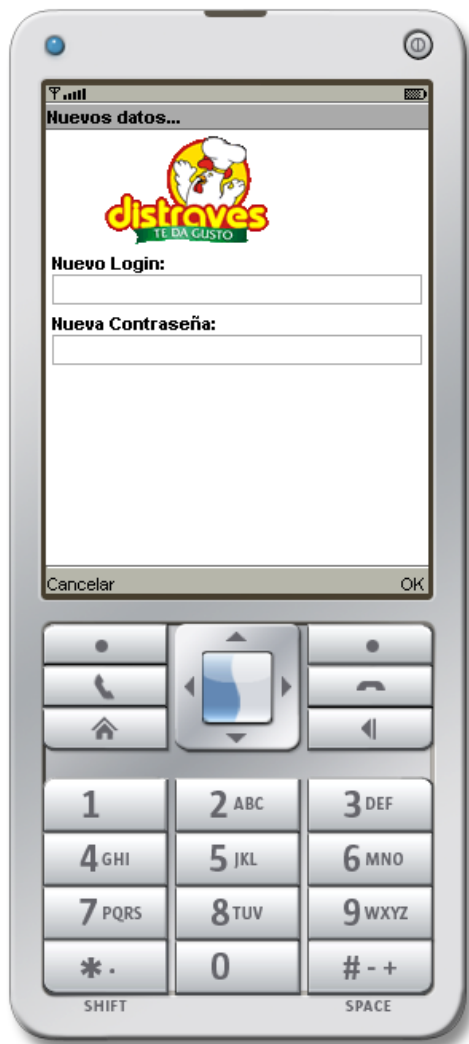 Nuevos datos...
distraves
TE DA GUSTO
Nuevo Login:
Nueva Contraseña:
Cancelar OK
1 2 ABC 3 DEF
4 GHI 5 JKL 6 MNO
7 PQRS 8 TUV 9 WXYZ
* . 0 # - +
SHIFT SPACE